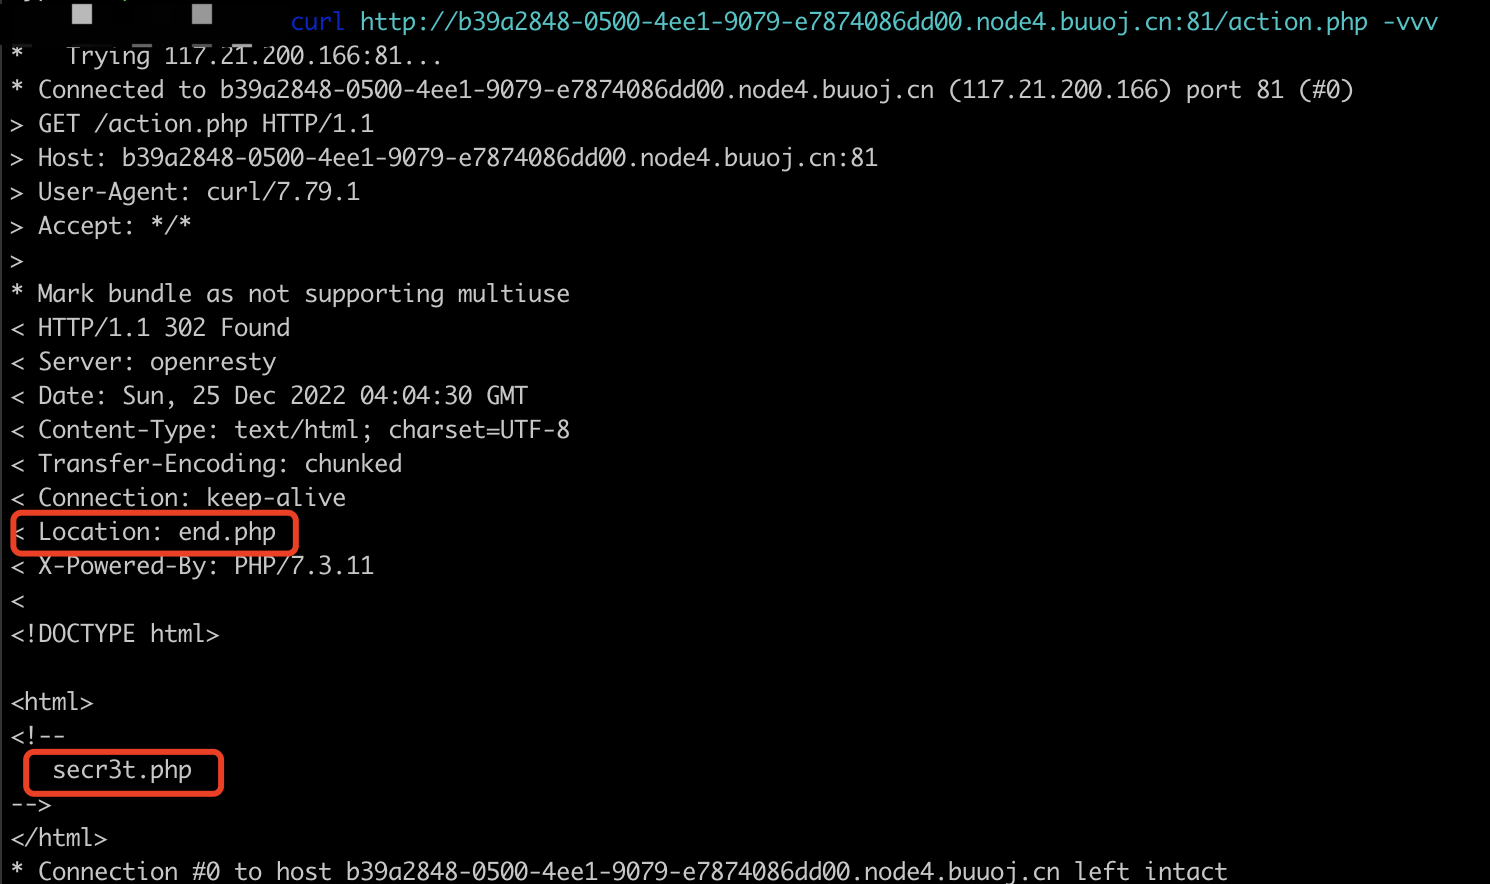 curl http://b39a2848-0500-4ee1-9079-e7874086dd00.node4.buuoj.cn:81/action.php -vvv
*   Trying 117.21.200.166:81...
* Connected to b39a2848-0500-4ee1-9079-e7874086dd00.node4.buuoj.cn (117.21.200.166) port 81 (#0)
> GET /action.php HTTP/1.1
> Host: b39a2848-0500-4ee1-9079-e7874086dd00.node4.buuoj.cn:81
> User-Agent: curl/7.79.1
> Accept: */*
>
* Mark bundle as not supporting multiuse
< HTTP/1.1 302 Found
< Server: openresty
< Date: Sun, 25 Dec 2022 04:04:30 GMT
< Content-Type: text/html; charset=UTF-8
< Transfer-Encoding: chunked
< Connection: keep-alive
< Location: end.php
< X-Powered-By: PHP/7.3.11
<
<!DOCTYPE html>
<html>
<!--
   secr3t.php
-->
</html>
* Connection #0 to host b39a2848-0500-4ee1-9079-e7874086dd00.node4.buuoj.cn left intact